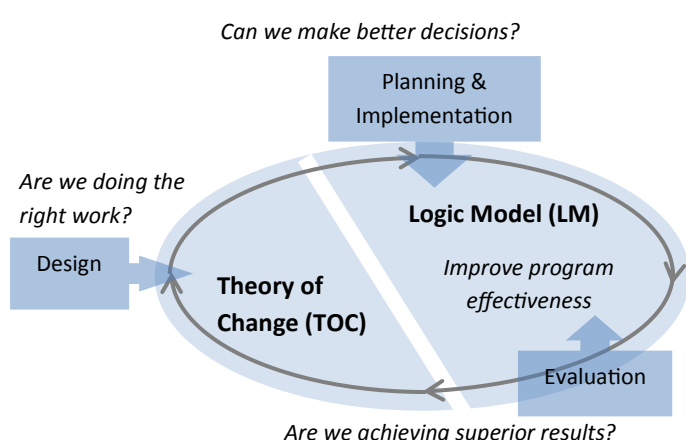 Can we make better decisions?
Planning &
Implementation
Are we doing the
right work?
Design
Logic Model (LM)
Improve program
effectiveness
Theory of
Change (TOC)
Evaluation
Are we achieving superior results?